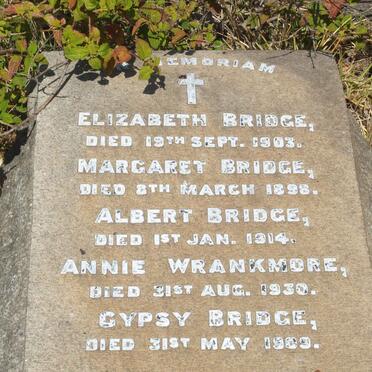 MEMORIAM
ELIZABETH BRIDGE,
DIED 19TH SEPT. 1903.
MARGARET BRIDGE,
DIED 8TH MARCH 1898.
ALBERT BRIDGE,
DIED 1ST JAN. 1914.
ANNIE WRANKMORE,
DIED 31ST AUG. 1930.
GYPSY BRIDGE,
DIED 31ST MAY 1909.